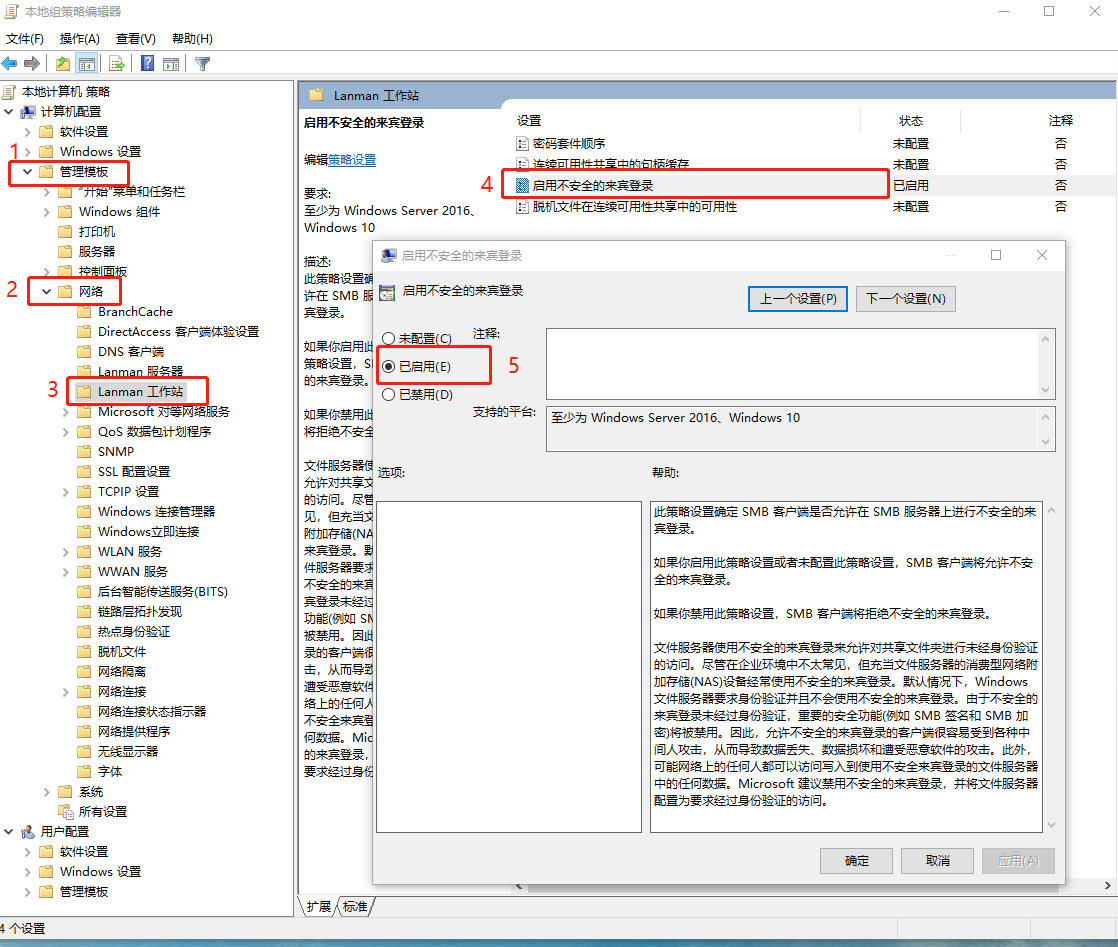 本地组策略编辑器
文件(F) 操作(A) 查看(V) 帮助(H)
本地计算机 策略
计算机配置
软件设置
1
Windows 设置
管理模板
"开始"菜单和任务栏
Windows 组件
打印机
服务器
控制面板
2
网络
BranchCache
DirectAccess 客户端体验设置
DNS 客户端
Lanman 服务器
3
Lanman 工作站
Microsoft 对等网络服务
QoS 数据包计划程序
SNMP
SSL 配置设置
TCPIP 设置
Windows 连接管理器
Windows立即连接
WLAN 服务
WWAN 服务
后台智能传送服务(BITS)
链路层拓扑发现
热点身份验证
脱机文件
网络隔离
网络连接
网络连接状态指示器
网络提供程序
无线显示器
字体
系统
所有设置
用户配置
软件设置
Windows 设置
管理模板
Lanman 工作站
启用不安全的来宾登录
编辑策略设置
要求:
至少为 Windows Server 2016、
Windows 10
描述:
此策略设置确
许在 SMB 服
宾登录。
如果你启用此
策略设置，S
的来宾登录。
如果你禁用此
将拒绝不安全
文件服务器使
允许对共享文
的访问。尽管
见，但充当文
附加存储(NA
来宾登录。默
件服务器要求
不安全的来宾
宾登录未经过
功能(例如 SM
被禁用。因此
录的客户端很
击，从而导致
遭受恶意软件
络上的任何人
不安全来宾登
何数据。Mic
的来宾登录，
要求经过身份
设置 状态 注释
密码套件顺序 未配置 否
连续可用性共享中的句柄缓存 未配置 否
4
启用不安全的来宾登录 已启用 否
脱机文件在连续可用性共享中的可用性 未配置 否
启用不安全的来宾登录
启用不安全的来宾登录
上一个设置(P) 下一个设置(N)
未配置(C) 注释:
已启用(E) 5
已禁用(D)
支持的平台: 至少为 Windows Server 2016、Windows 10
选项: 帮助:
此策略设置确定 SMB 客户端是否允许在 SMB 服务器上进行不安全的来
宾登录。
如果你启用此策略设置或者未配置此策略设置，SMB 客户端将允许不安
全的来宾登录。
如果你禁用此策略设置，SMB 客户端将拒绝不安全的来宾登录。
文件服务器使用不安全的来宾登录来允许对共享文件夹进行未经身份验证
的访问。尽管在企业环境中不太常见，但充当文件服务器的消费型网络附
加存储(NAS)设备经常使用不安全的来宾登录。默认情况下，Windows
文件服务器要求身份验证并且不会使用不安全的来宾登录。由于不安全的
来宾登录未经过身份验证，重要的安全功能(例如 SMB 签名和 SMB 加
密)将被禁用。因此，允许不安全的来宾登录的客户端很容易受到各种中
间人攻击，从而导致数据丢失、数据损坏和遭受恶意软件的攻击。此外，
可能网络上的任何人都可以访问写入到使用不安全来宾登录的文件服务器
中的任何数据。Microsoft 建议禁用不安全的来宾登录，并将文件服务器
配置为要求经过身份验证的访问。
确定 取消 应用(A)
扩展 标准
4 个设置